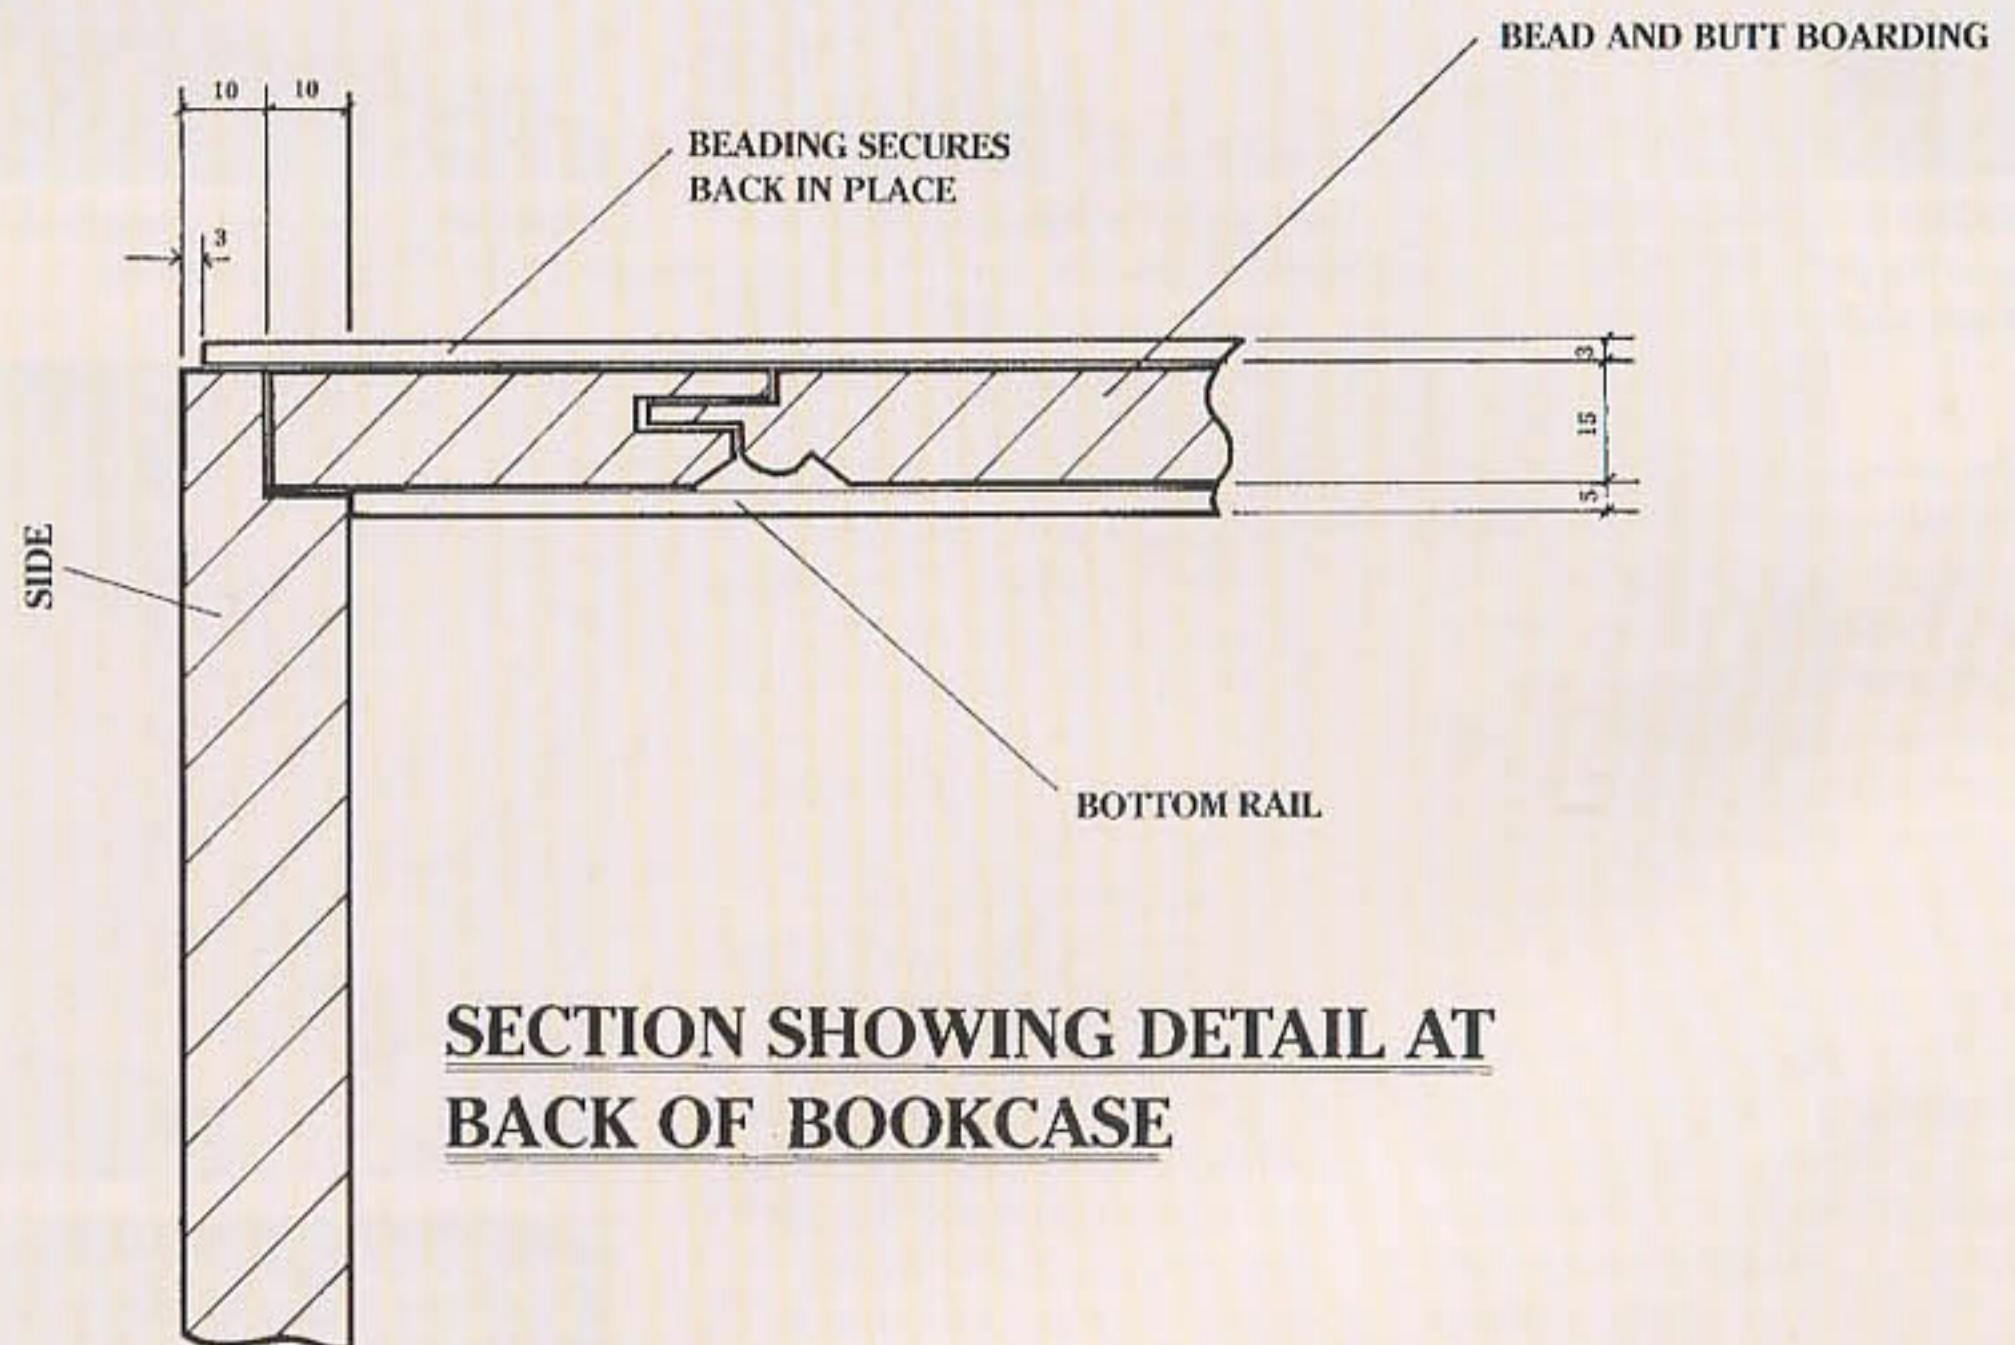 BEAD AND BUTT BOARDING
10 10
BEADING SECURES
BACK IN PLACE
3
3
15
5
SIDE
BOTTOM RAIL
SECTION SHOWING DETAIL AT
BACK OF BOOKCASE